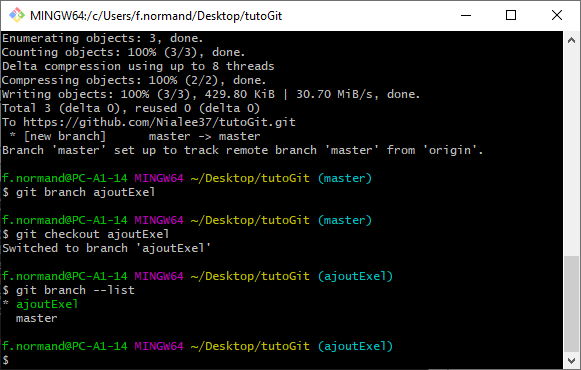 MINGW64:/c/Users/f.normand/Desktop/tutoGit
Enumerating objects: 3, done.
Counting objects: 100% (3/3), done.
Delta compression using up to 8 threads
Compressing objects: 100% (2/2), done.
Writing objects: 100% (3/3), 429.80 KiB | 30.70 MiB/s, done.
Total 3 (delta 0), reused 0 (delta 0)
To https://github.com/Nialee37/tutoGit.git
 * [new branch]      master -> master
Branch 'master' set up to track remote branch 'master' from 'origin'.
f.normand@PC-A1-14 MINGW64 ~/Desktop/tutoGit (master)
$ git branch ajoutExel
f.normand@PC-A1-14 MINGW64 ~/Desktop/tutoGit (master)
$ git checkout ajoutExel
Switched to branch 'ajoutExel'
f.normand@PC-A1-14 MINGW64 ~/Desktop/tutoGit (ajoutExel)
$ git branch --list
* ajoutExel
  master
f.normand@PC-A1-14 MINGW64 ~/Desktop/tutoGit (ajoutExel)
$